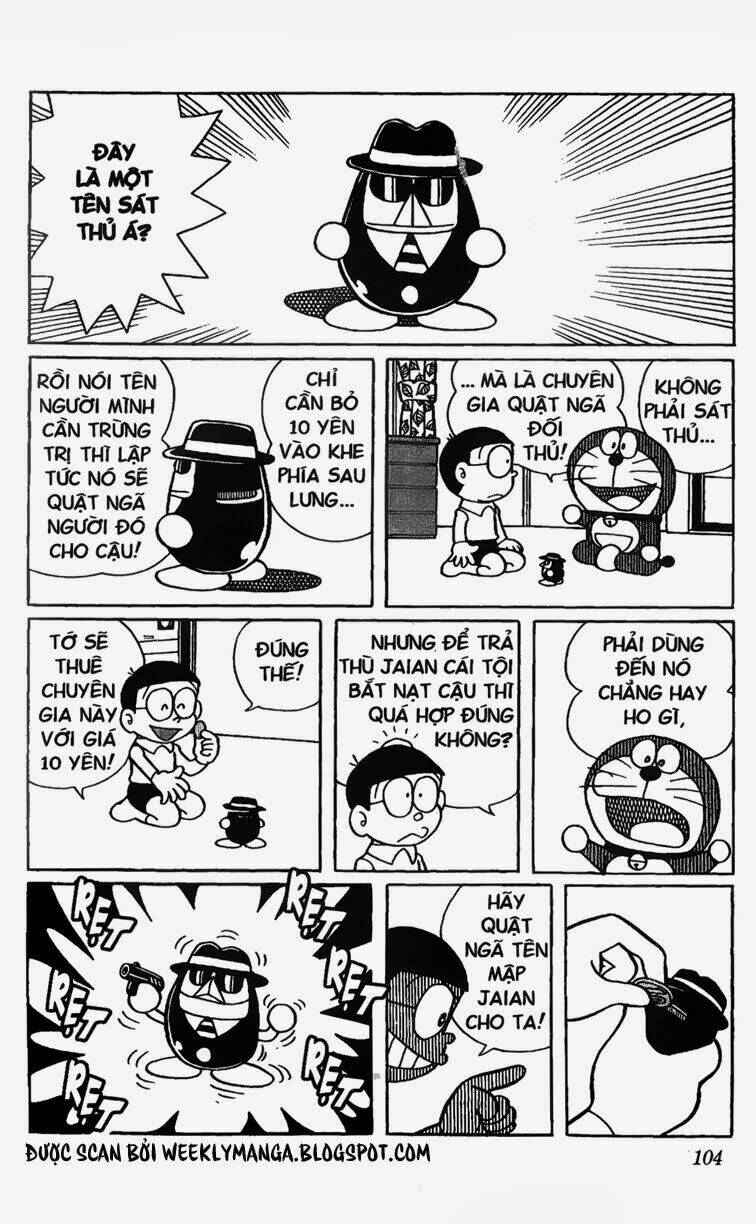 ĐÂY
LÀ MỘT
TÊN SÁT
THỦ Á?
KHÔNG
PHẢI SÁT
THỦ...
... MÀ LÀ CHUYÊN
GIA QUẬT NGÃ
ĐỐI
THỦ!
CHỈ
CẦN BỎ
10 YÊN
VÀO KHE
PHÍA SAU
LƯNG...
RỒI NÓI TÊN
NGƯỜI MÌNH
CẦN TRỪNG
TRỊ THÌ LẬP
TỨC NÓ SẼ
QUẬT NGÃ
NGƯỜI ĐÓ
CHO CẬU!
PHẢI DÙNG
ĐẾN NÓ
CHẲNG HAY
HO GÌ,
NHƯNG ĐỂ TRẢ
THÙ JAIAN CÁI TỘI
BẮT NẠT CẬU THÌ
QUÁ HỢP ĐÚNG
KHÔNG?
ĐÚNG
THẾ!
TỚ SẼ
THUÊ
CHUYÊN
GIA NÀY
VỚI GIÁ
10 YÊN!
HÃY
QUẬT
NGÃ TÊN
MẬP
JAIAN
CHO TA!
RẸT
RẸT
RẸT
RẸT
RẸT
RẸT
ĐƯỢC SCAN BỞI WEEKLYMANGA.BLOGSPOT.COM
104